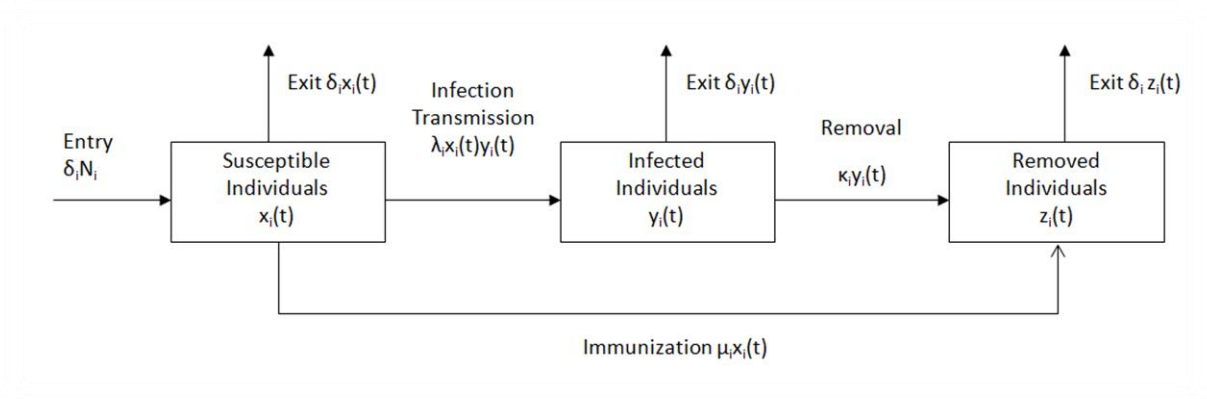 Exit δᵢxᵢ(t)
Exit δᵢyᵢ(t)
Exit δᵢ zᵢ(t)
Infection
Transmission
λᵢxᵢ(t)yᵢ(t)
Removal
κᵢyᵢ(t)
Entry
δᵢNᵢ
Susceptible
Individuals
xᵢ(t)
Infected
Individuals
yᵢ(t)
Removed
Individuals
zᵢ(t)
Immunization μᵢxᵢ(t)